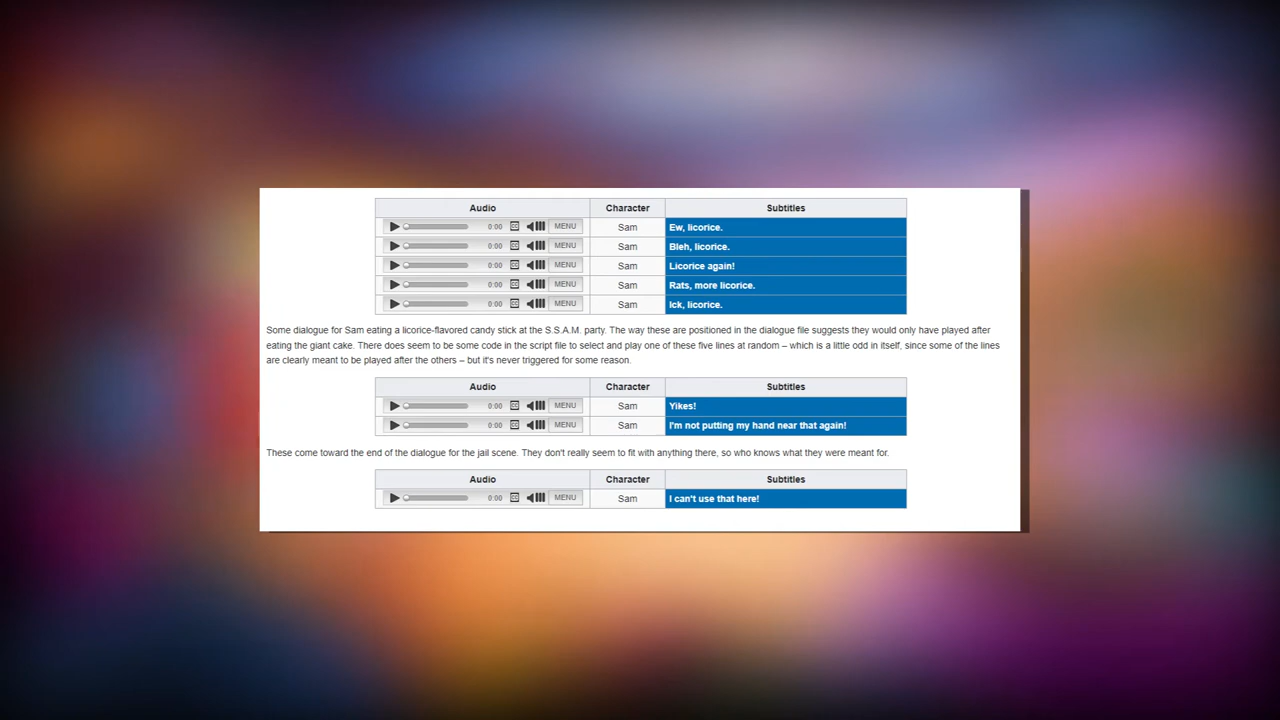 Audio Character Subtitles
0:00 CC MENU Sam Ew, licorice.
0:00 CC MENU Sam Bleh, licorice.
0:00 CC MENU Sam Licorice again!
0:00 CC MENU Sam Rats, more licorice.
0:00 CC MENU Sam Ick, licorice.
Some dialogue for Sam eating a licorice-flavored candy stick at the S.S.A.M. party. The way these are positioned in the dialogue file suggests they would only have played after
eating the giant cake. There does seem to be some code in the script file to select and play one of these five lines at random – which is a little odd in itself, since some of the lines
are clearly meant to be played after the others – but it's never triggered for some reason.
Audio Character Subtitles
0:00 CC MENU Sam Yikes!
0:00 CC MENU Sam I'm not putting my hand near that again!
These come toward the end of the dialogue for the jail scene. They don't really seem to fit with anything there, so who knows what they were meant for.
Audio Character Subtitles
0:00 CC MENU Sam I can't use that here!